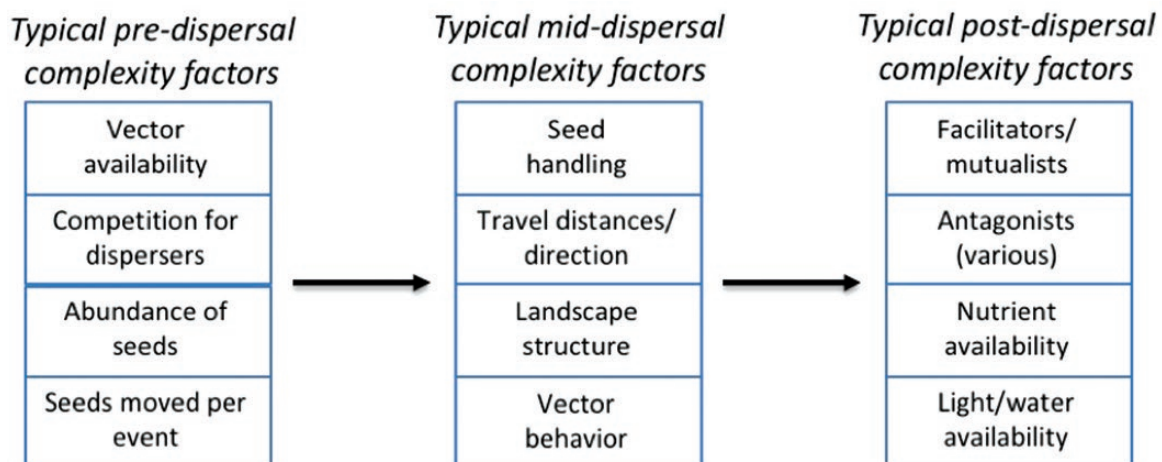 Typical pre-dispersal
complexity factors
Vector
availability
Competition for
dispersers
Abundance of
seeds
Seeds moved per
event
Typical mid-dispersal
complexity factors
Seed
handling
Travel distances/
direction
Landscape
structure
Vector
behavior
Typical post-dispersal
complexity factors
Facilitators/
mutualists
Antagonists
(various)
Nutrient
availability
Light/water
availability